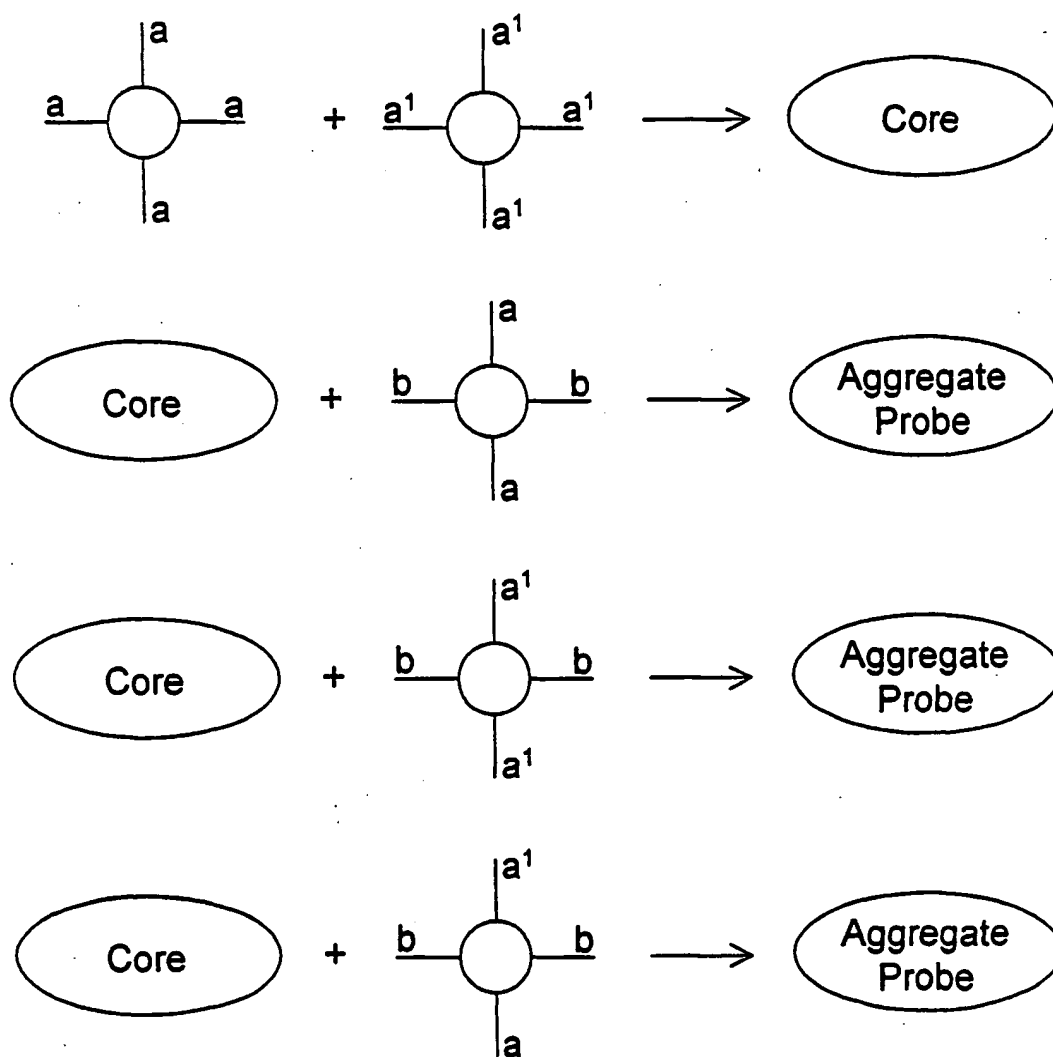 a a¹
a a + a¹ a¹ → Core
a a¹
a
Core + b b → Aggregate
Probe
a
a¹
Core + b b → Aggregate
Probe
a¹
a¹
Core + b b → Aggregate
Probe
a